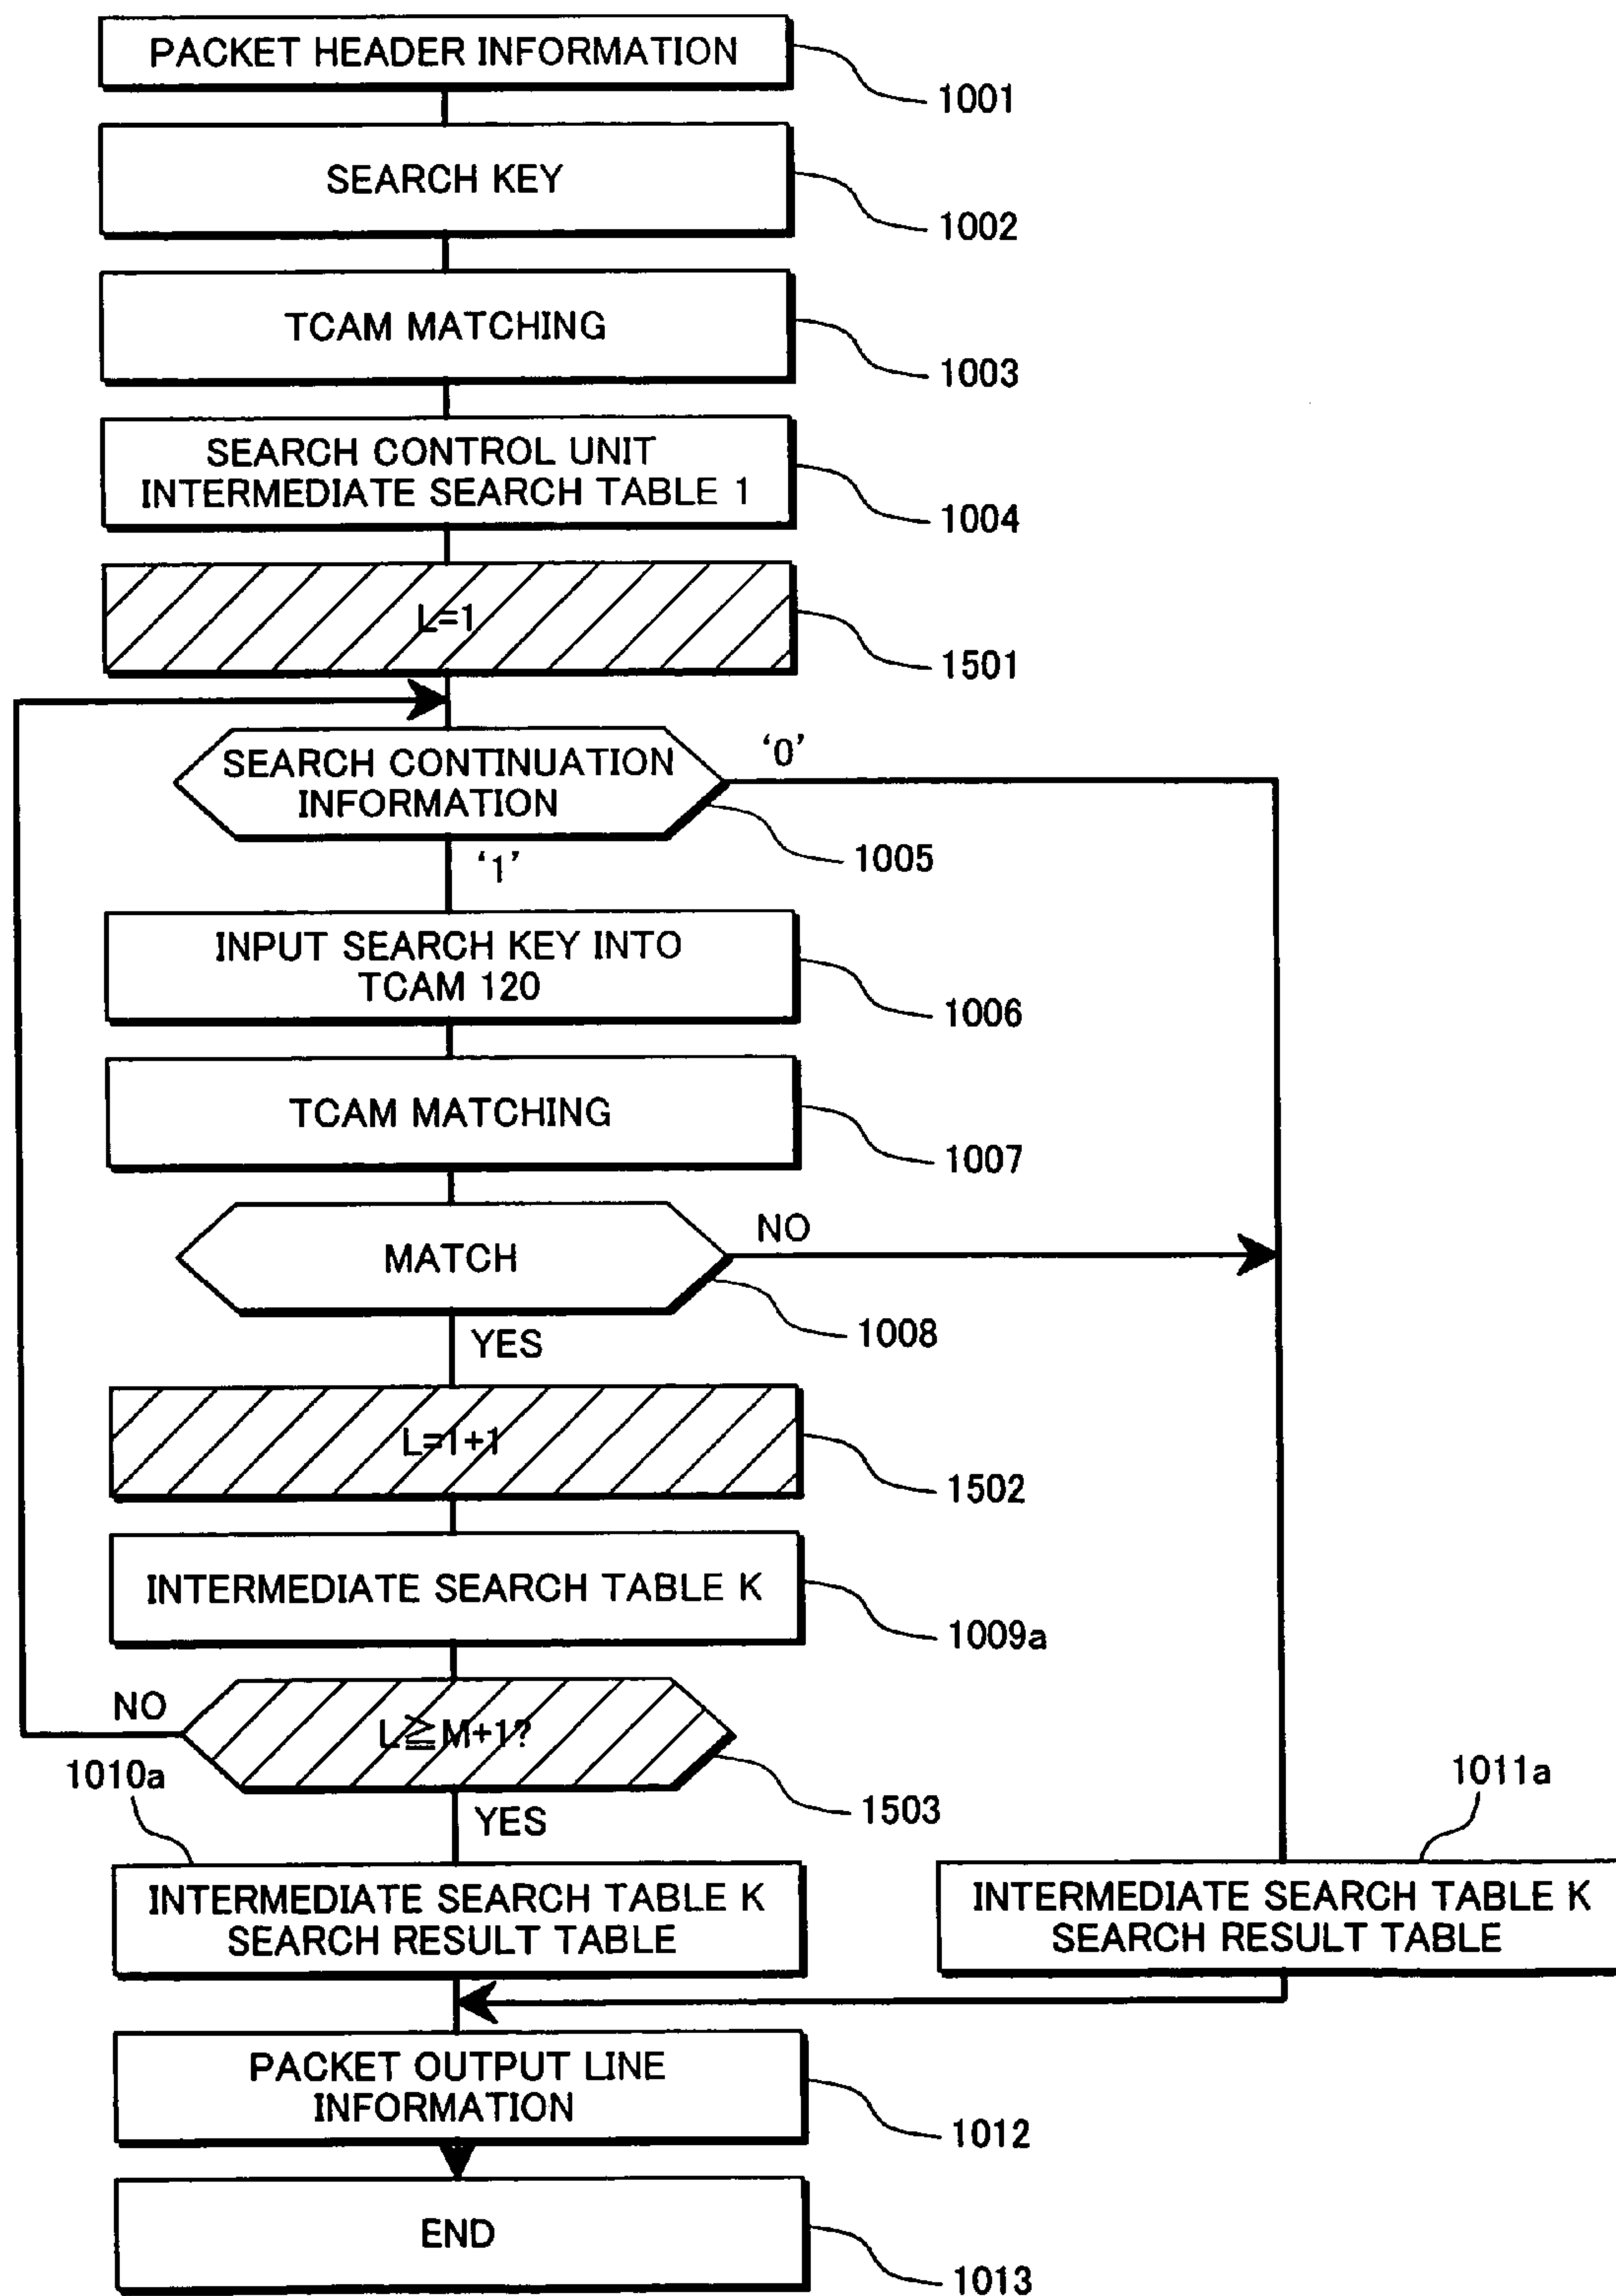 PACKET HEADER INFORMATION
1001
SEARCH KEY
1002
TCAM MATCHING
1003
SEARCH CONTROL UNIT
INTERMEDIATE SEARCH TABLE 1
1004
L=1
1501
SEARCH CONTINUATION
INFORMATION
'0'
1005
'1'
INPUT SEARCH KEY INTO
TCAM 120
1006
TCAM MATCHING
1007
MATCH
NO
1008
YES
L=1+1
1502
INTERMEDIATE SEARCH TABLE K
1009a
NO
L≧M+1?
1503
1010a
YES
1011a
INTERMEDIATE SEARCH TABLE K
SEARCH RESULT TABLE
INTERMEDIATE SEARCH TABLE K
SEARCH RESULT TABLE
PACKET OUTPUT LINE
INFORMATION
1012
END
1013